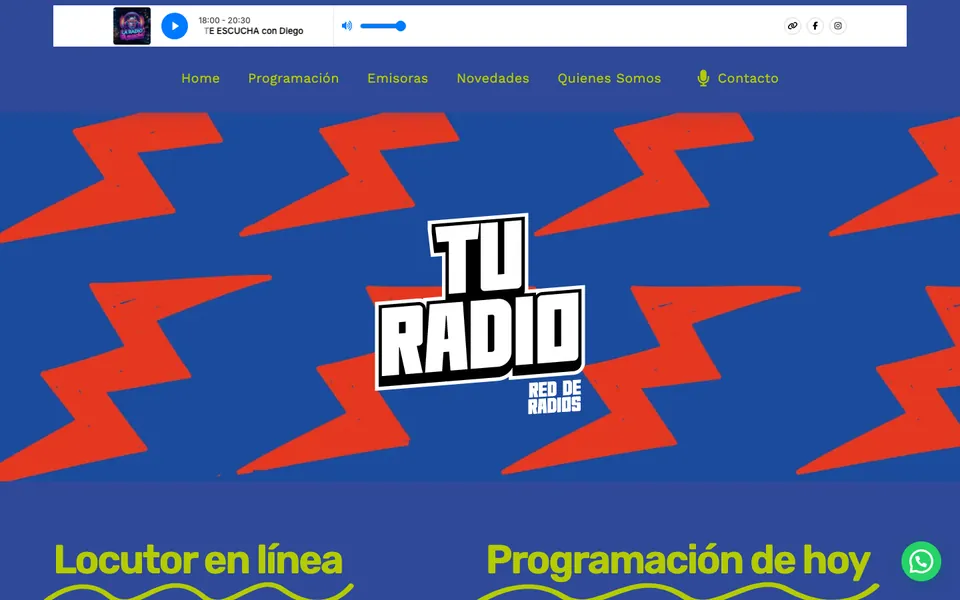 18:00 - 20:30
TE ESCUCHA con Diego
Home
Programación
Emisoras
Novedades
Quienes Somos
Contacto
TU
RADIO
RED DE
RADIOS
Locutor en línea
Programación de hoy